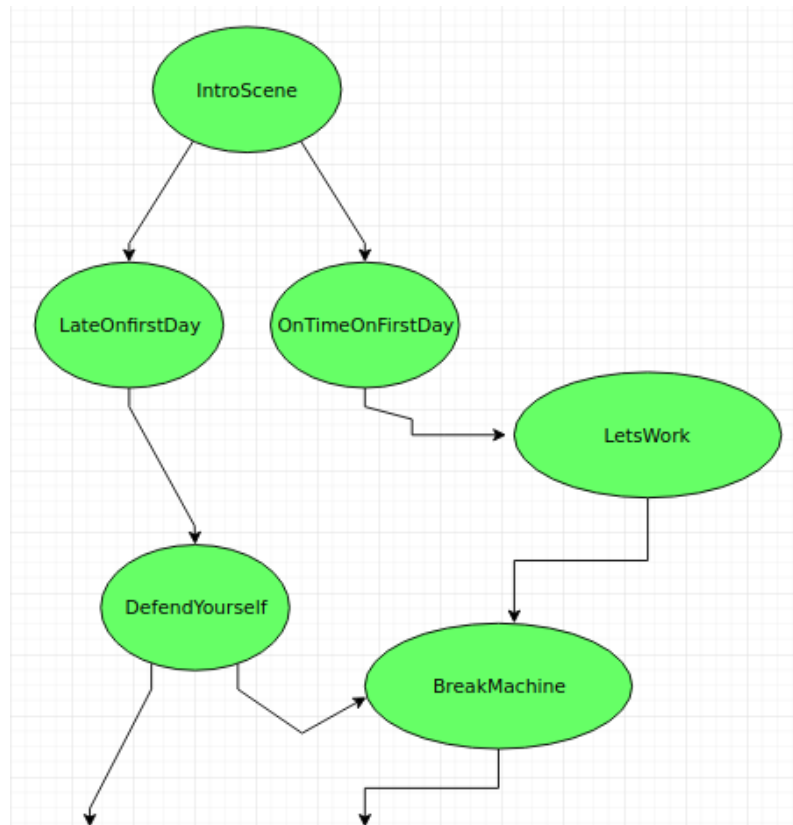 IntroScene
LateOnfirstDay
OnTimeOnFirstDay
LetsWork
DefendYourself
BreakMachine